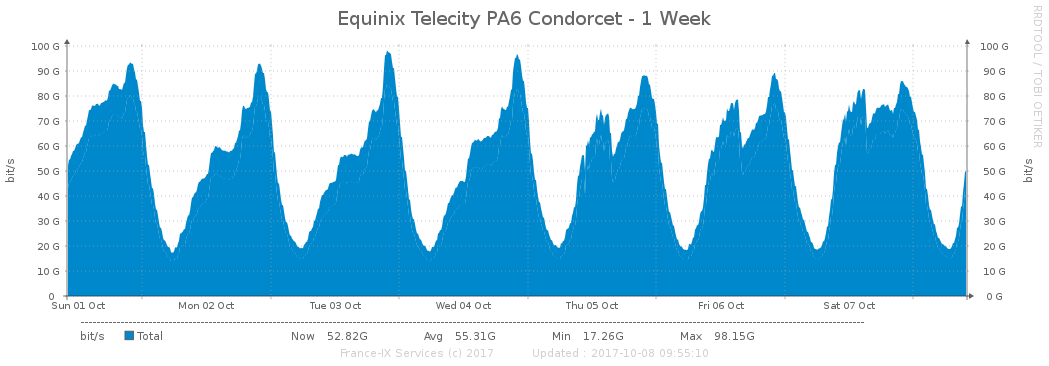 Equinix Telecity PA6 Condorcet - 1 Week
RRDTOOL / TOBI OETIKER
bit/s
100 G
90 G
80 G
70 G
60 G
50 G
40 G
30 G
20 G
10 G
0
100 G
90 G
80 G
70 G
60 G
50 G
40 G
30 G
20 G
10 G
0 G
bit/s
Sun 01 Oct Mon 02 Oct Tue 03 Oct Wed 04 Oct Thu 05 Oct Fri 06 Oct Sat 07 Oct
bit/s Total Now 52.82G Avg 55.31G Min 17.26G Max 98.15G
France-IX Services (c) 2017 Updated : 2017-10-08 09:55:10